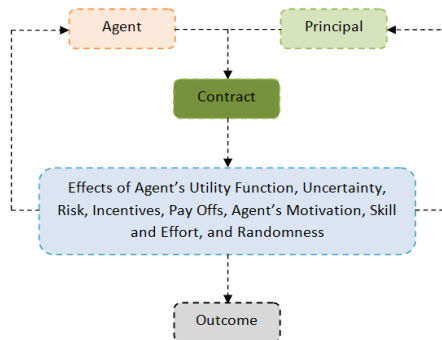 Agent
Principal
Contract
Effects of Agent's Utility Function, Uncertainty,
Risk, Incentives, Pay Offs, Agent's Motivation, Skill
and Effort, and Randomness
Outcome